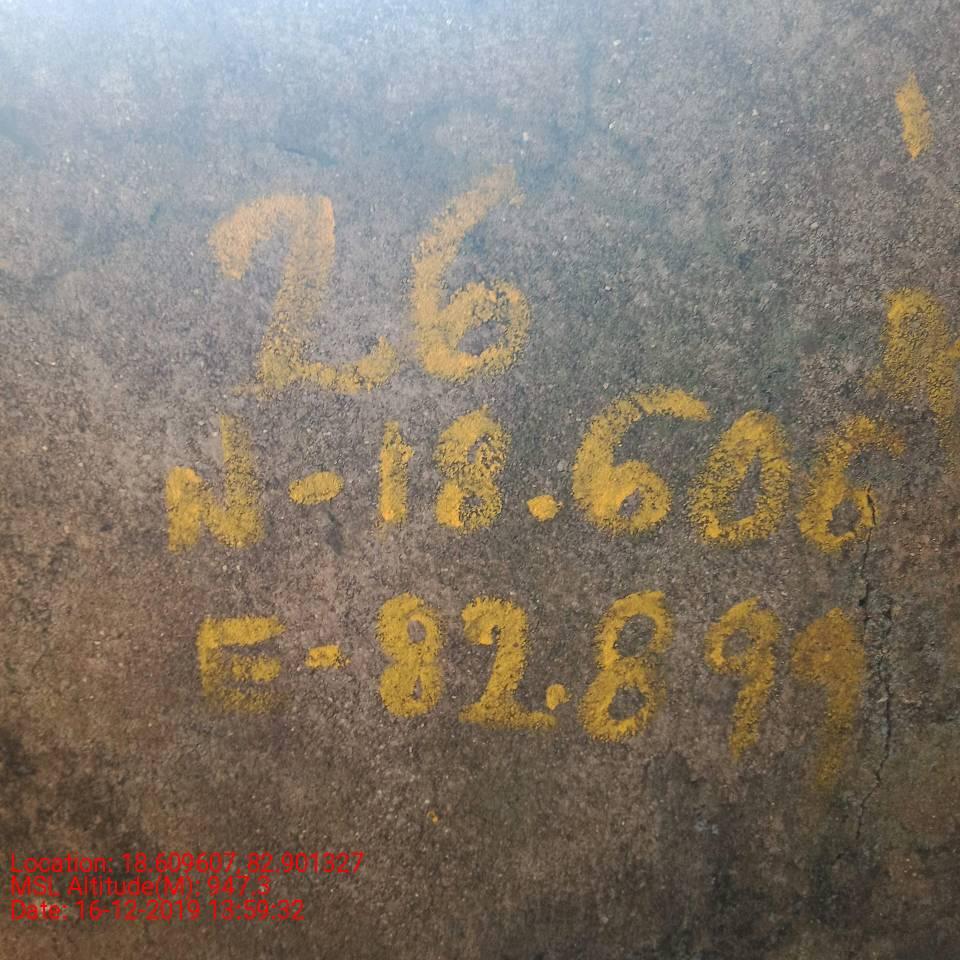 26
N-18.606
E-82.899
Location: 18.609607, 82.901327
MSL Altitude(M): 947.3
Date: 16-12-2019 13:59:32